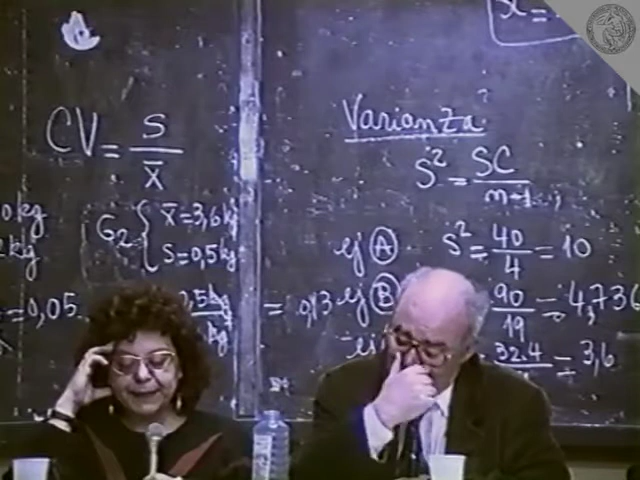 x =
CV = S / x̄
Varianza
S² = SC / n-1
0 kg
G₂ { x̄ = 3,6 kg
S = 0,5 kg
kg
ej A S² = 40 / 4 = 10
= 0,05
,5 kg / kg = 0,13
ej B 90 / 19 = 4,736
ej 32.4 = 3,6